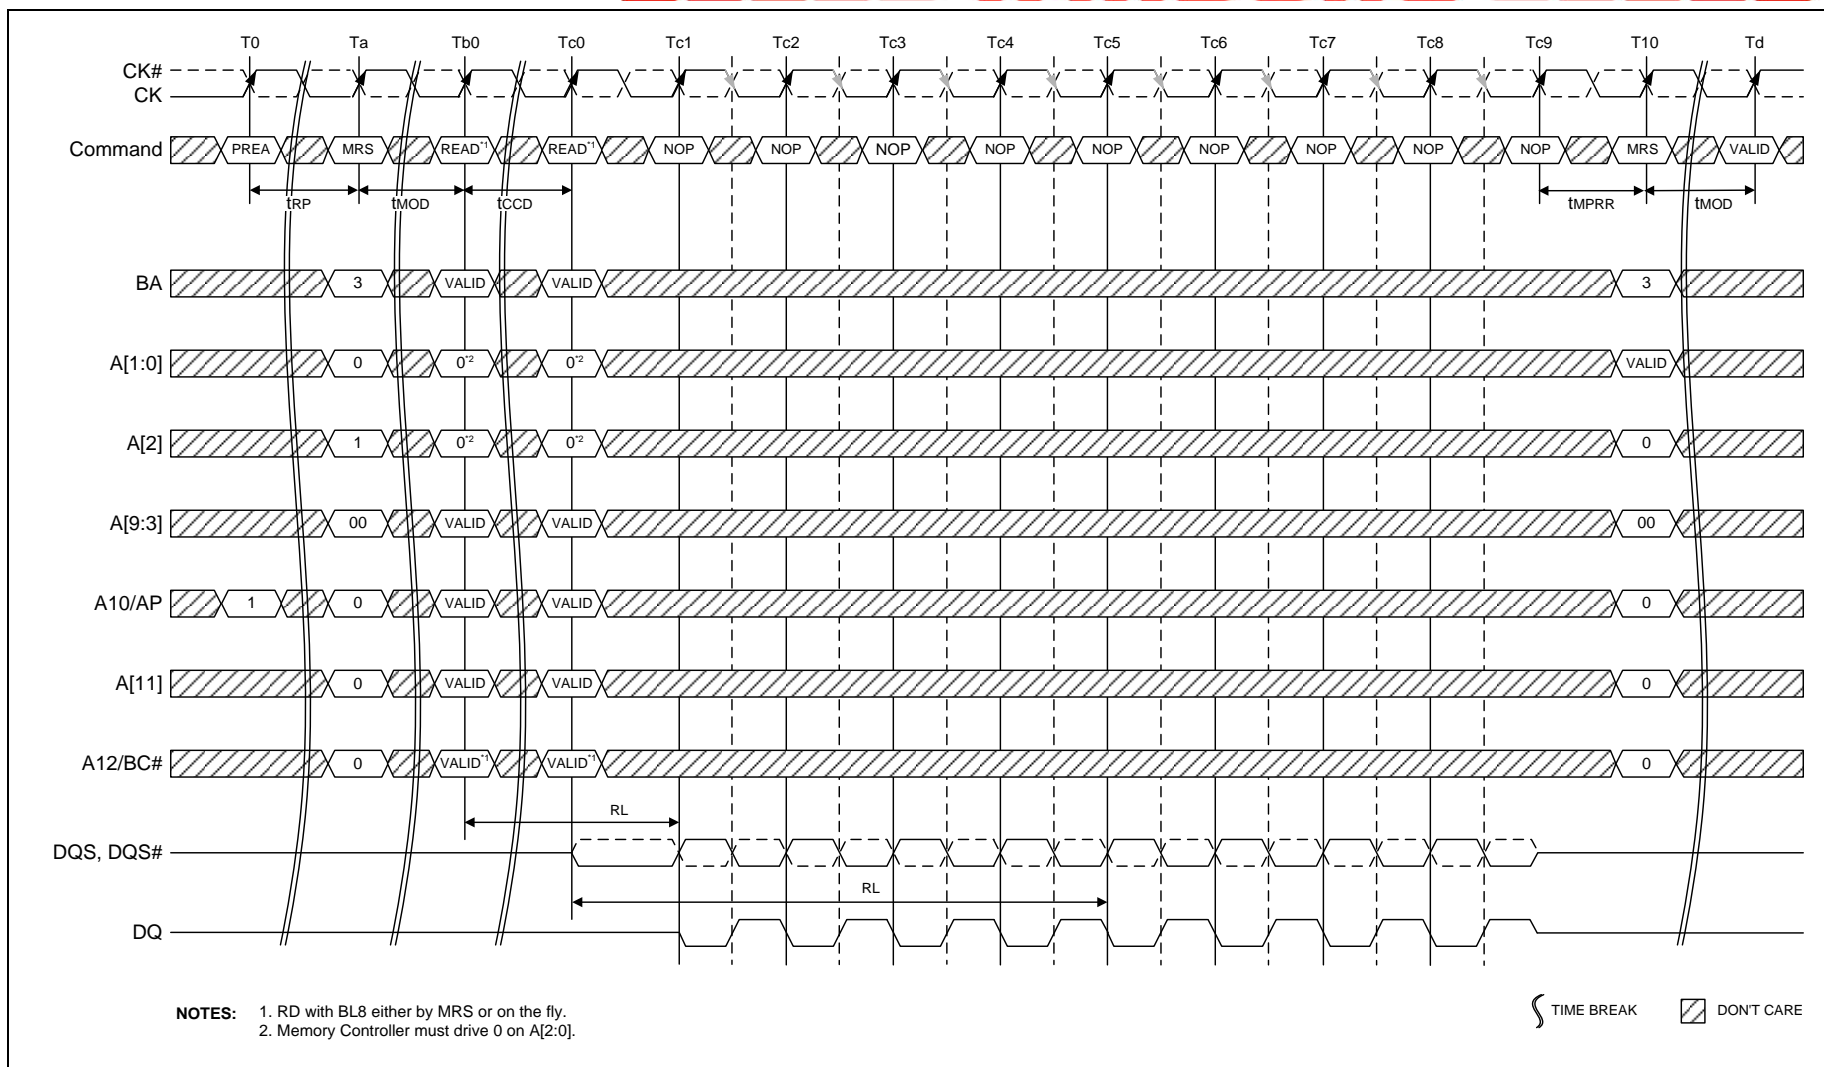 T0 Ta Tb0 Tc0 Tc1 Tc2 Tc3 Tc4 Tc5 Tc6 Tc7 Tc8 Tc9 T10 Td
CK#
CK
Command PREA MRS READ*1 READ*1 NOP NOP NOP NOP NOP NOP NOP NOP NOP MRS VALID
tRP tMOD tCCD tMPRR tMOD
BA 3 VALID VALID 3
A[1:0] 0 0*2 0*2 VALID
A[2] 1 0*2 0*2 0
A[9:3] 00 VALID VALID 00
A10/AP 1 0 VALID VALID 0
A[11] 0 VALID VALID 0
A12/BC# 0 VALID*1 VALID*1 0
RL
DQS, DQS#
RL
DQ
NOTES: 1. RD with BL8 either by MRS or on the fly.
2. Memory Controller must drive 0 on A[2:0].
TIME BREAK DON'T CARE